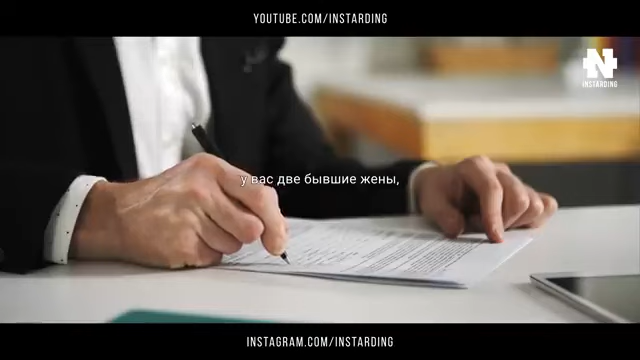 YOUTUBE.COM/INSTARDING
N
INSTARDING
у вас две бывшие жены,
INSTAGRAM.COM/INSTARDING